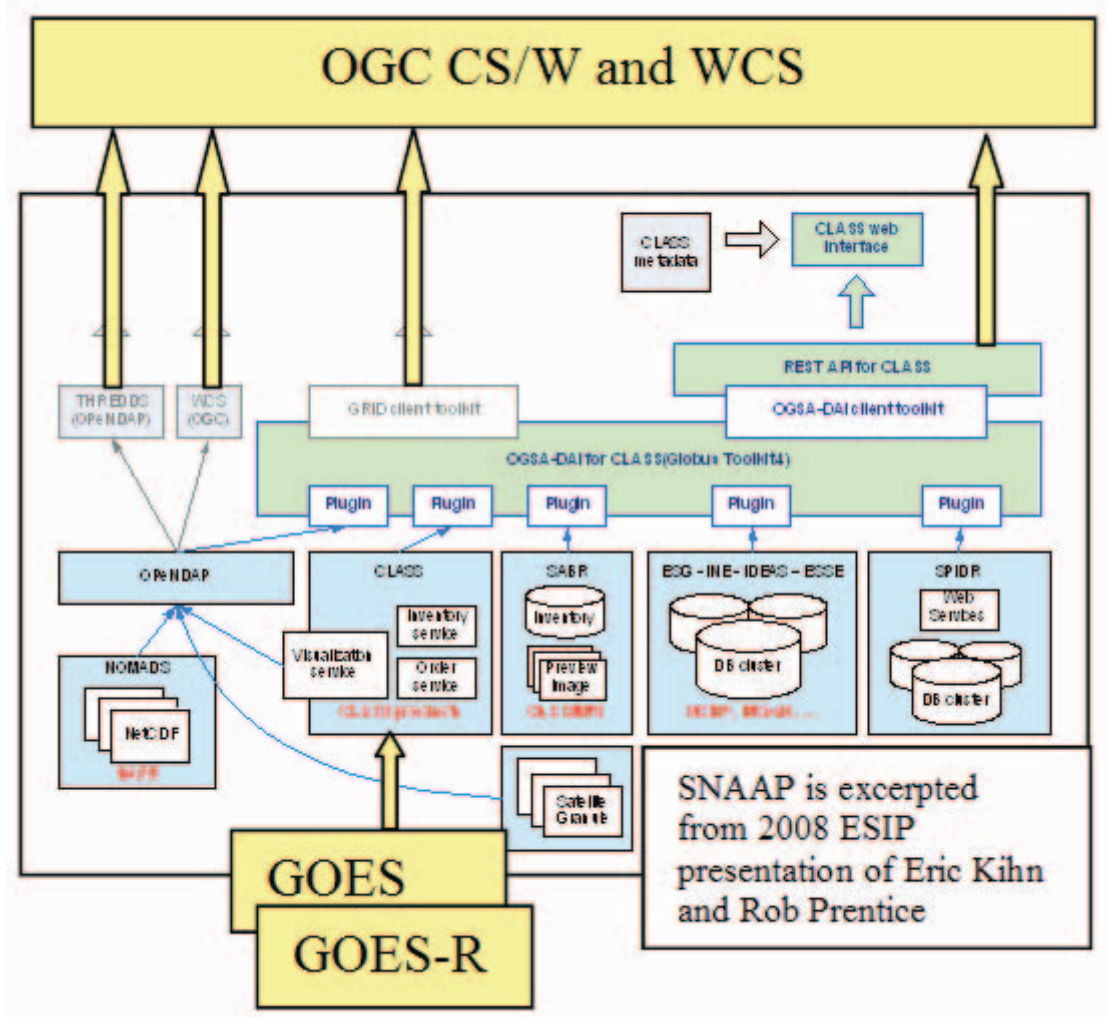 OGC CS/W and WCS
CLASS
metadata
CLASS web
Interface
REST API for CLASS
THREDDS
(OPeNDAP)
WCS
(OGC)
GRID client toolkit
OGSA-DAI client toolkit
OGSA-DAI for CLASS(Globus Toolkit4)
Plugin
Plugin
Plugin
Plugin
Plugin
OPeNDAP
CLASS
SABR
ESG - INE - IDEAS - ESSE
SPIDR
Inventory
service
Inventory
Web
Services
Visualization
service
Order
service
Preview
Image
DB cluster
DB cluster
NOMADS
NetCDF
Satellite
Granule
SNAAP is excerpted
from 2008 ESIP
presentation of Eric Kihn
and Rob Prentice
GOES
GOES-R